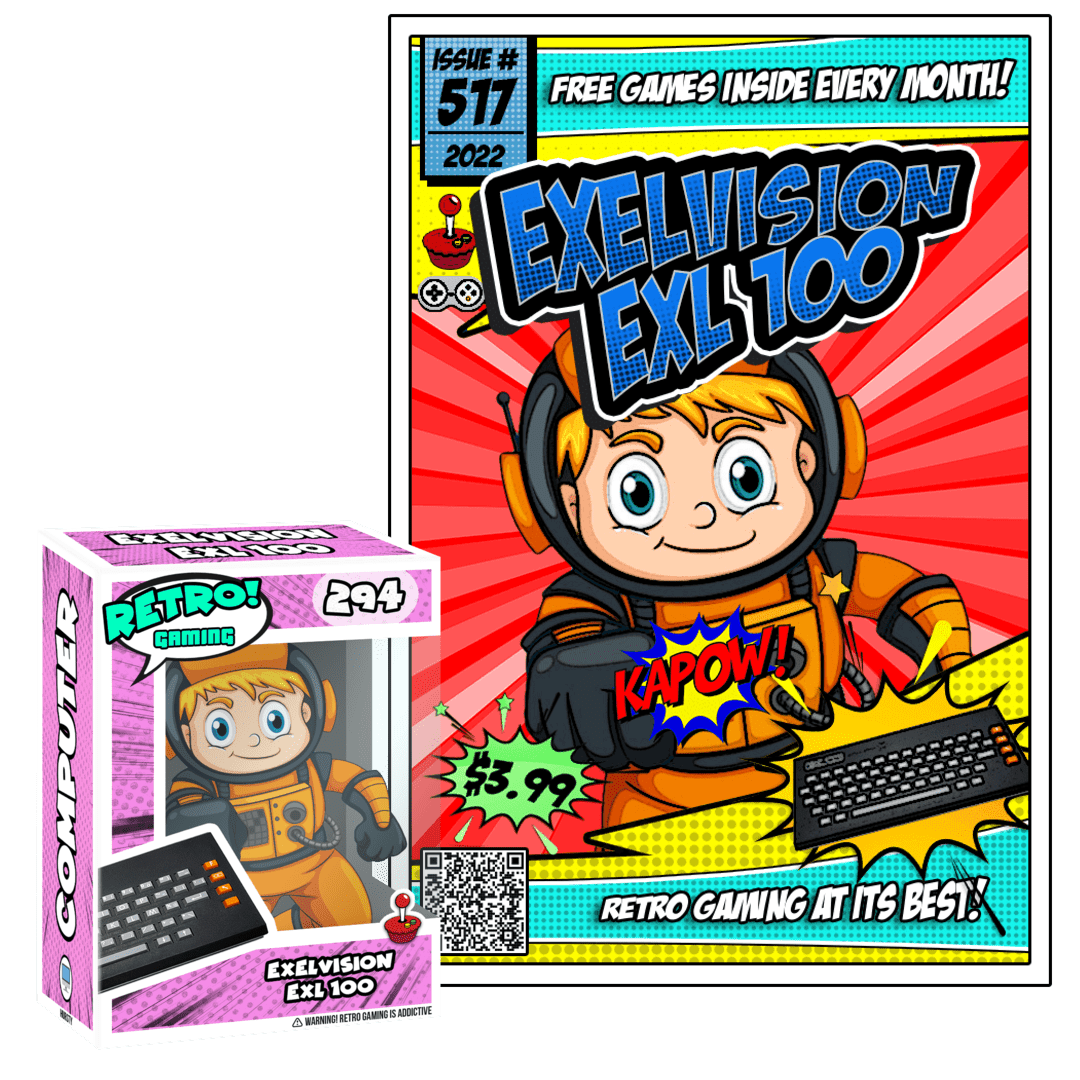 ISSUE #
517
2022
FREE GAMES INSIDE EVERY MONTH!
EXELVISION
EXL 100
KAPOW!
$3.99
RETRO GAMING AT ITS BEST!
EXELVISION
EXL 100
RETRO!
GAMING
294
COMPUTER
EXELVISION
EXL 100
⚠ WARNING! RETRO GAMING IS ADDICTIVE